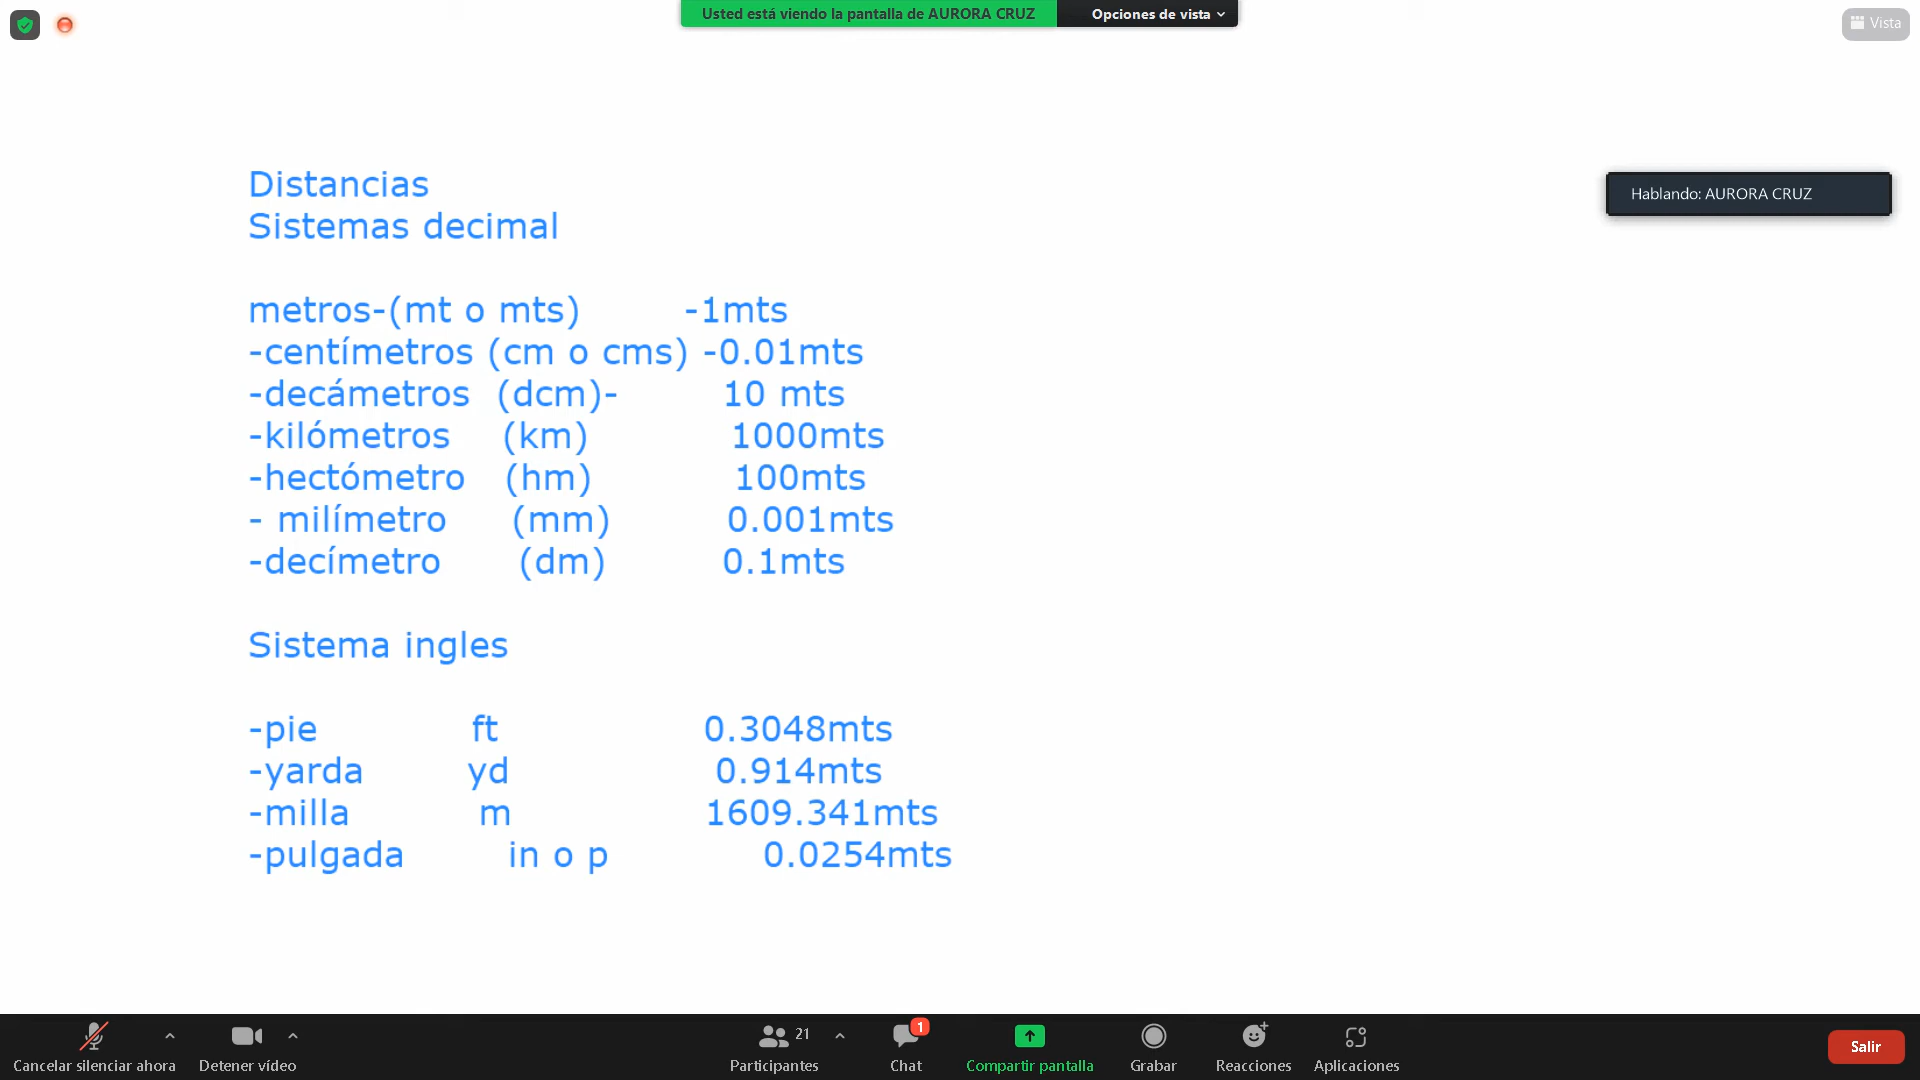 Usted está viendo la pantalla de AURORA CRUZ
Opciones de vista
Vista
Hablando: AURORA CRUZ
Distancias
Sistemas decimal
metros-(mt o mts) -1mts
-centímetros (cm o cms) -0.01mts
-decámetros (dcm)- 10 mts
-kilómetros (km) 1000mts
-hectómetro (hm) 100mts
- milímetro (mm) 0.001mts
-decímetro (dm) 0.1mts
Sistema ingles
-pie ft 0.3048mts
-yarda yd 0.914mts
-milla m 1609.341mts
-pulgada in o p 0.0254mts
Cancelar silenciar ahora
Detener vídeo
21
Participantes
1
Chat
Compartir pantalla
Grabar
Reacciones
Aplicaciones
Salir